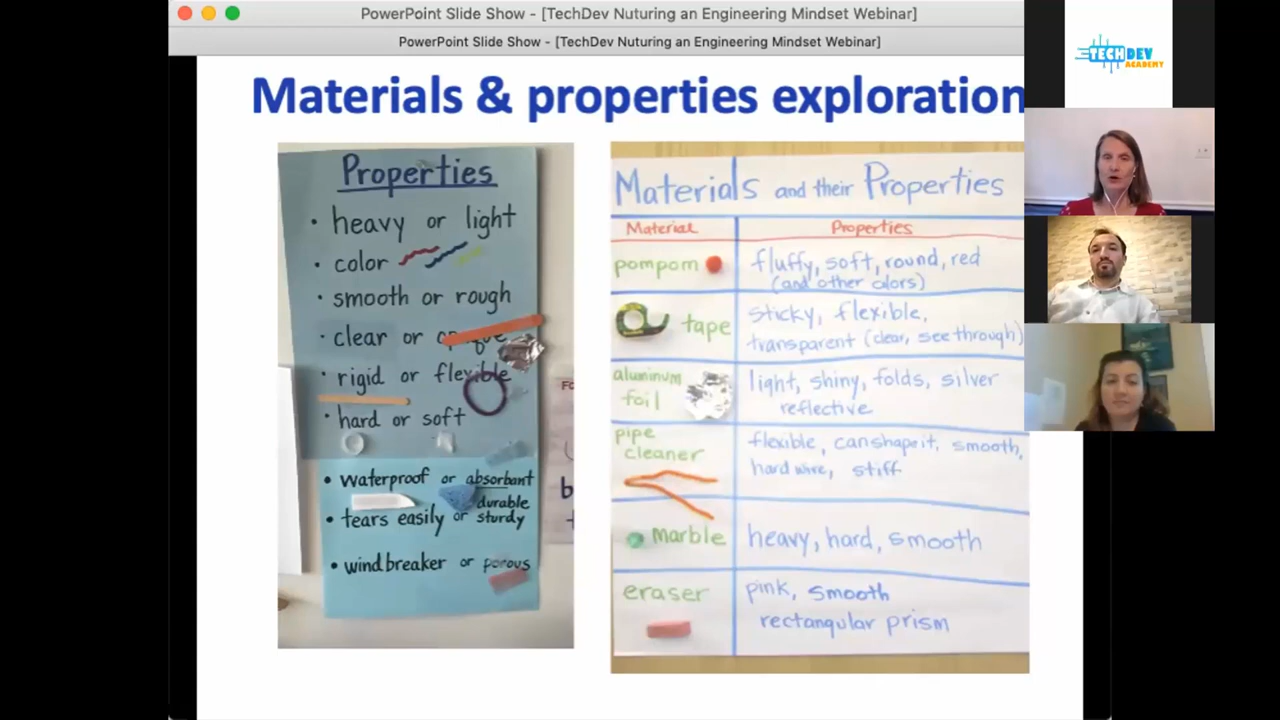 PowerPoint Slide Show - [TechDev Nuturing an Engineering Mindset Webinar]
PowerPoint Slide Show - [TechDev Nuturing an Engineering Mindset Webinar]
TECHDEV
ACADEMY
Materials & properties exploration
Properties
• heavy or light
• color
• smooth or rough
• clear or
• rigid or flexible
• hard or soft
• waterproof or absorbant
durable
• tears easily or sturdy
• windbreaker or porous
Materials and their Properties
Material Properties
pompom fluffy, soft, round, red
(and other colors)
tape sticky, flexible,
transparent (clear, see through)
aluminum foil light, shiny, folds, silver
reflective
pipe cleaner flexible, can shape it, smooth,
hard wire, stiff
marble heavy, hard, smooth
eraser pink, smooth
rectangular prism